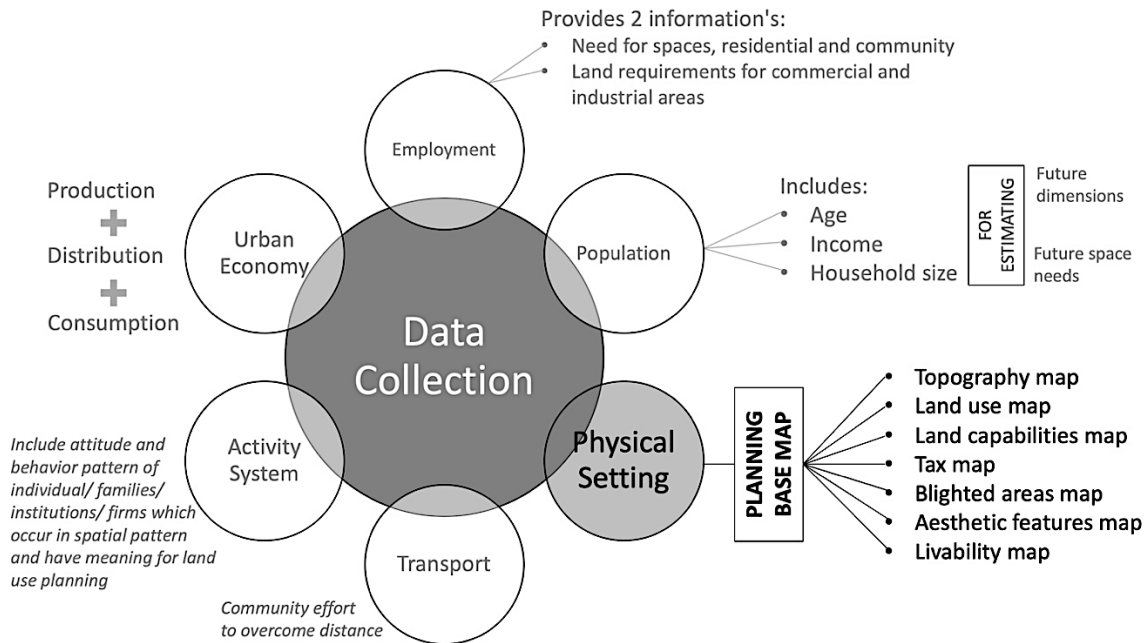 Provides 2 information's:
• Need for spaces, residential and community
• Land requirements for commercial and
industrial areas
Employment
Production
Distribution
Consumption
Urban
Economy
Population
Includes:
• Age
• Income
• Household size
FOR
ESTIMATING
Future
dimensions
Future space
needs
Data
Collection
Include attitude and
behavior pattern of
individual/ families/
institutions/ firms which
occur in spatial pattern
and have meaning for land
use planning
Activity
System
Transport
Community effort
to overcome distance
Physical
Setting
PLANNING
BASE MAP
• Topography map
• Land use map
• Land capabilities map
• Tax map
• Blighted areas map
• Aesthetic features map
• Livability map